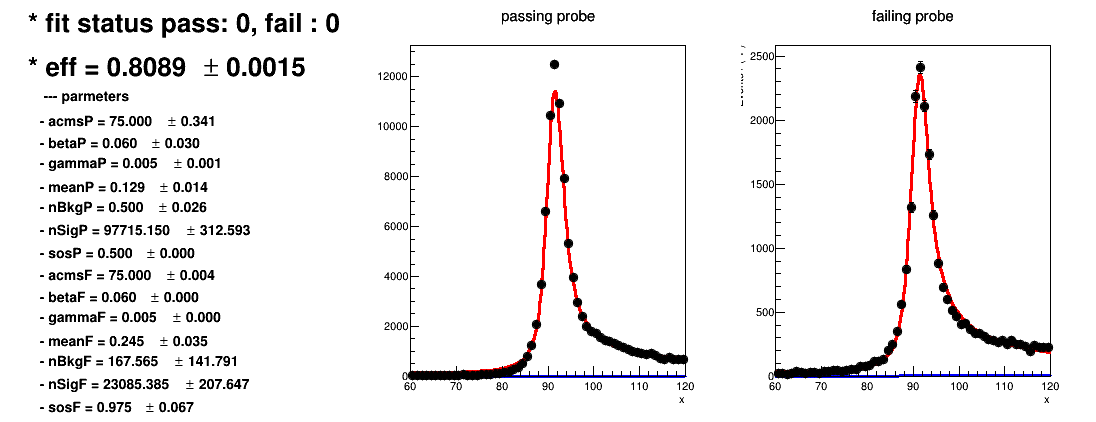 * fit status pass: 0, fail : 0
* eff = 0.8089 ± 0.0015
--- parmeters
- acmsP = 75.000 ± 0.341
- betaP = 0.060 ± 0.030
- gammaP = 0.005 ± 0.001
- meanP = 0.129 ± 0.014
- nBkgP = 0.500 ± 0.026
- nSigP = 97715.150 ± 312.593
- sosP = 0.500 ± 0.000
- acmsF = 75.000 ± 0.004
- betaF = 0.060 ± 0.000
- gammaF = 0.005 ± 0.000
- meanF = 0.245 ± 0.035
- nBkgF = 167.565 ± 141.791
- nSigF = 23085.385 ± 207.647
- sosF = 0.975 ± 0.067
passing probe
12000
10000
8000
6000
4000
2000
0
60 70 80 90 100 110 120
x
failing probe
2500
2000
1500
1000
500
0
60 70 80 90 100 110 120
x